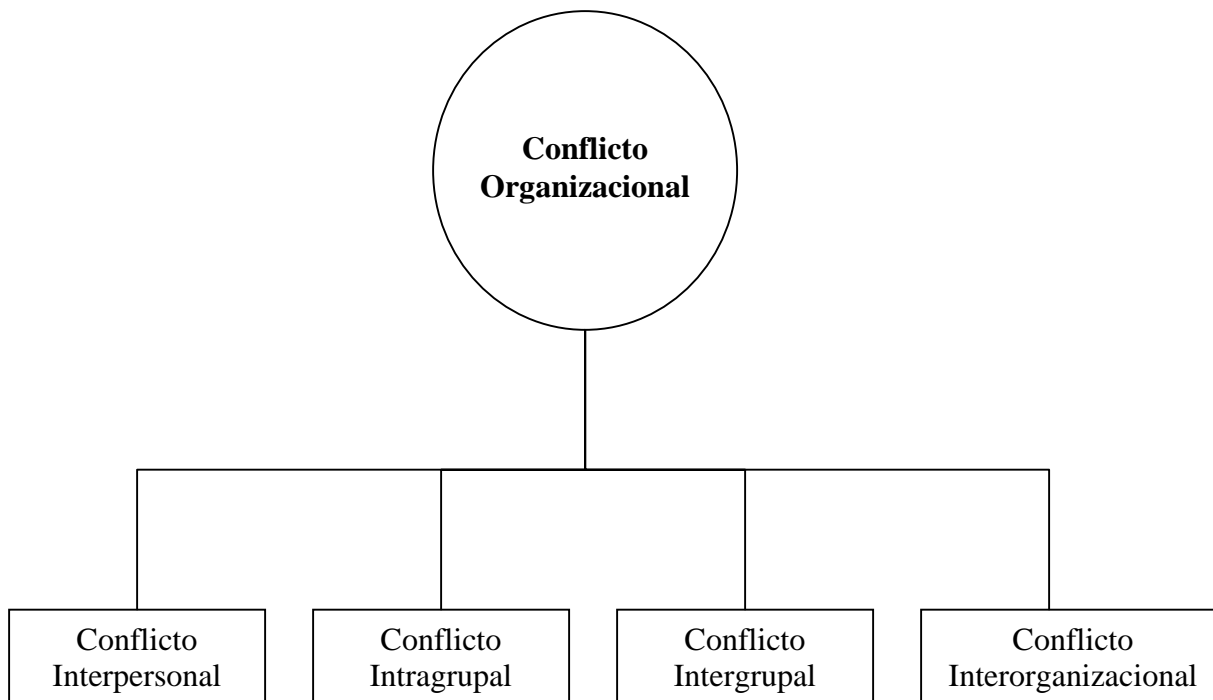 Conflicto
Organizacional
Conflicto
Interpersonal
Conflicto
Intragrupal
Conflicto
Intergrupal
Conflicto
Interorganizacional